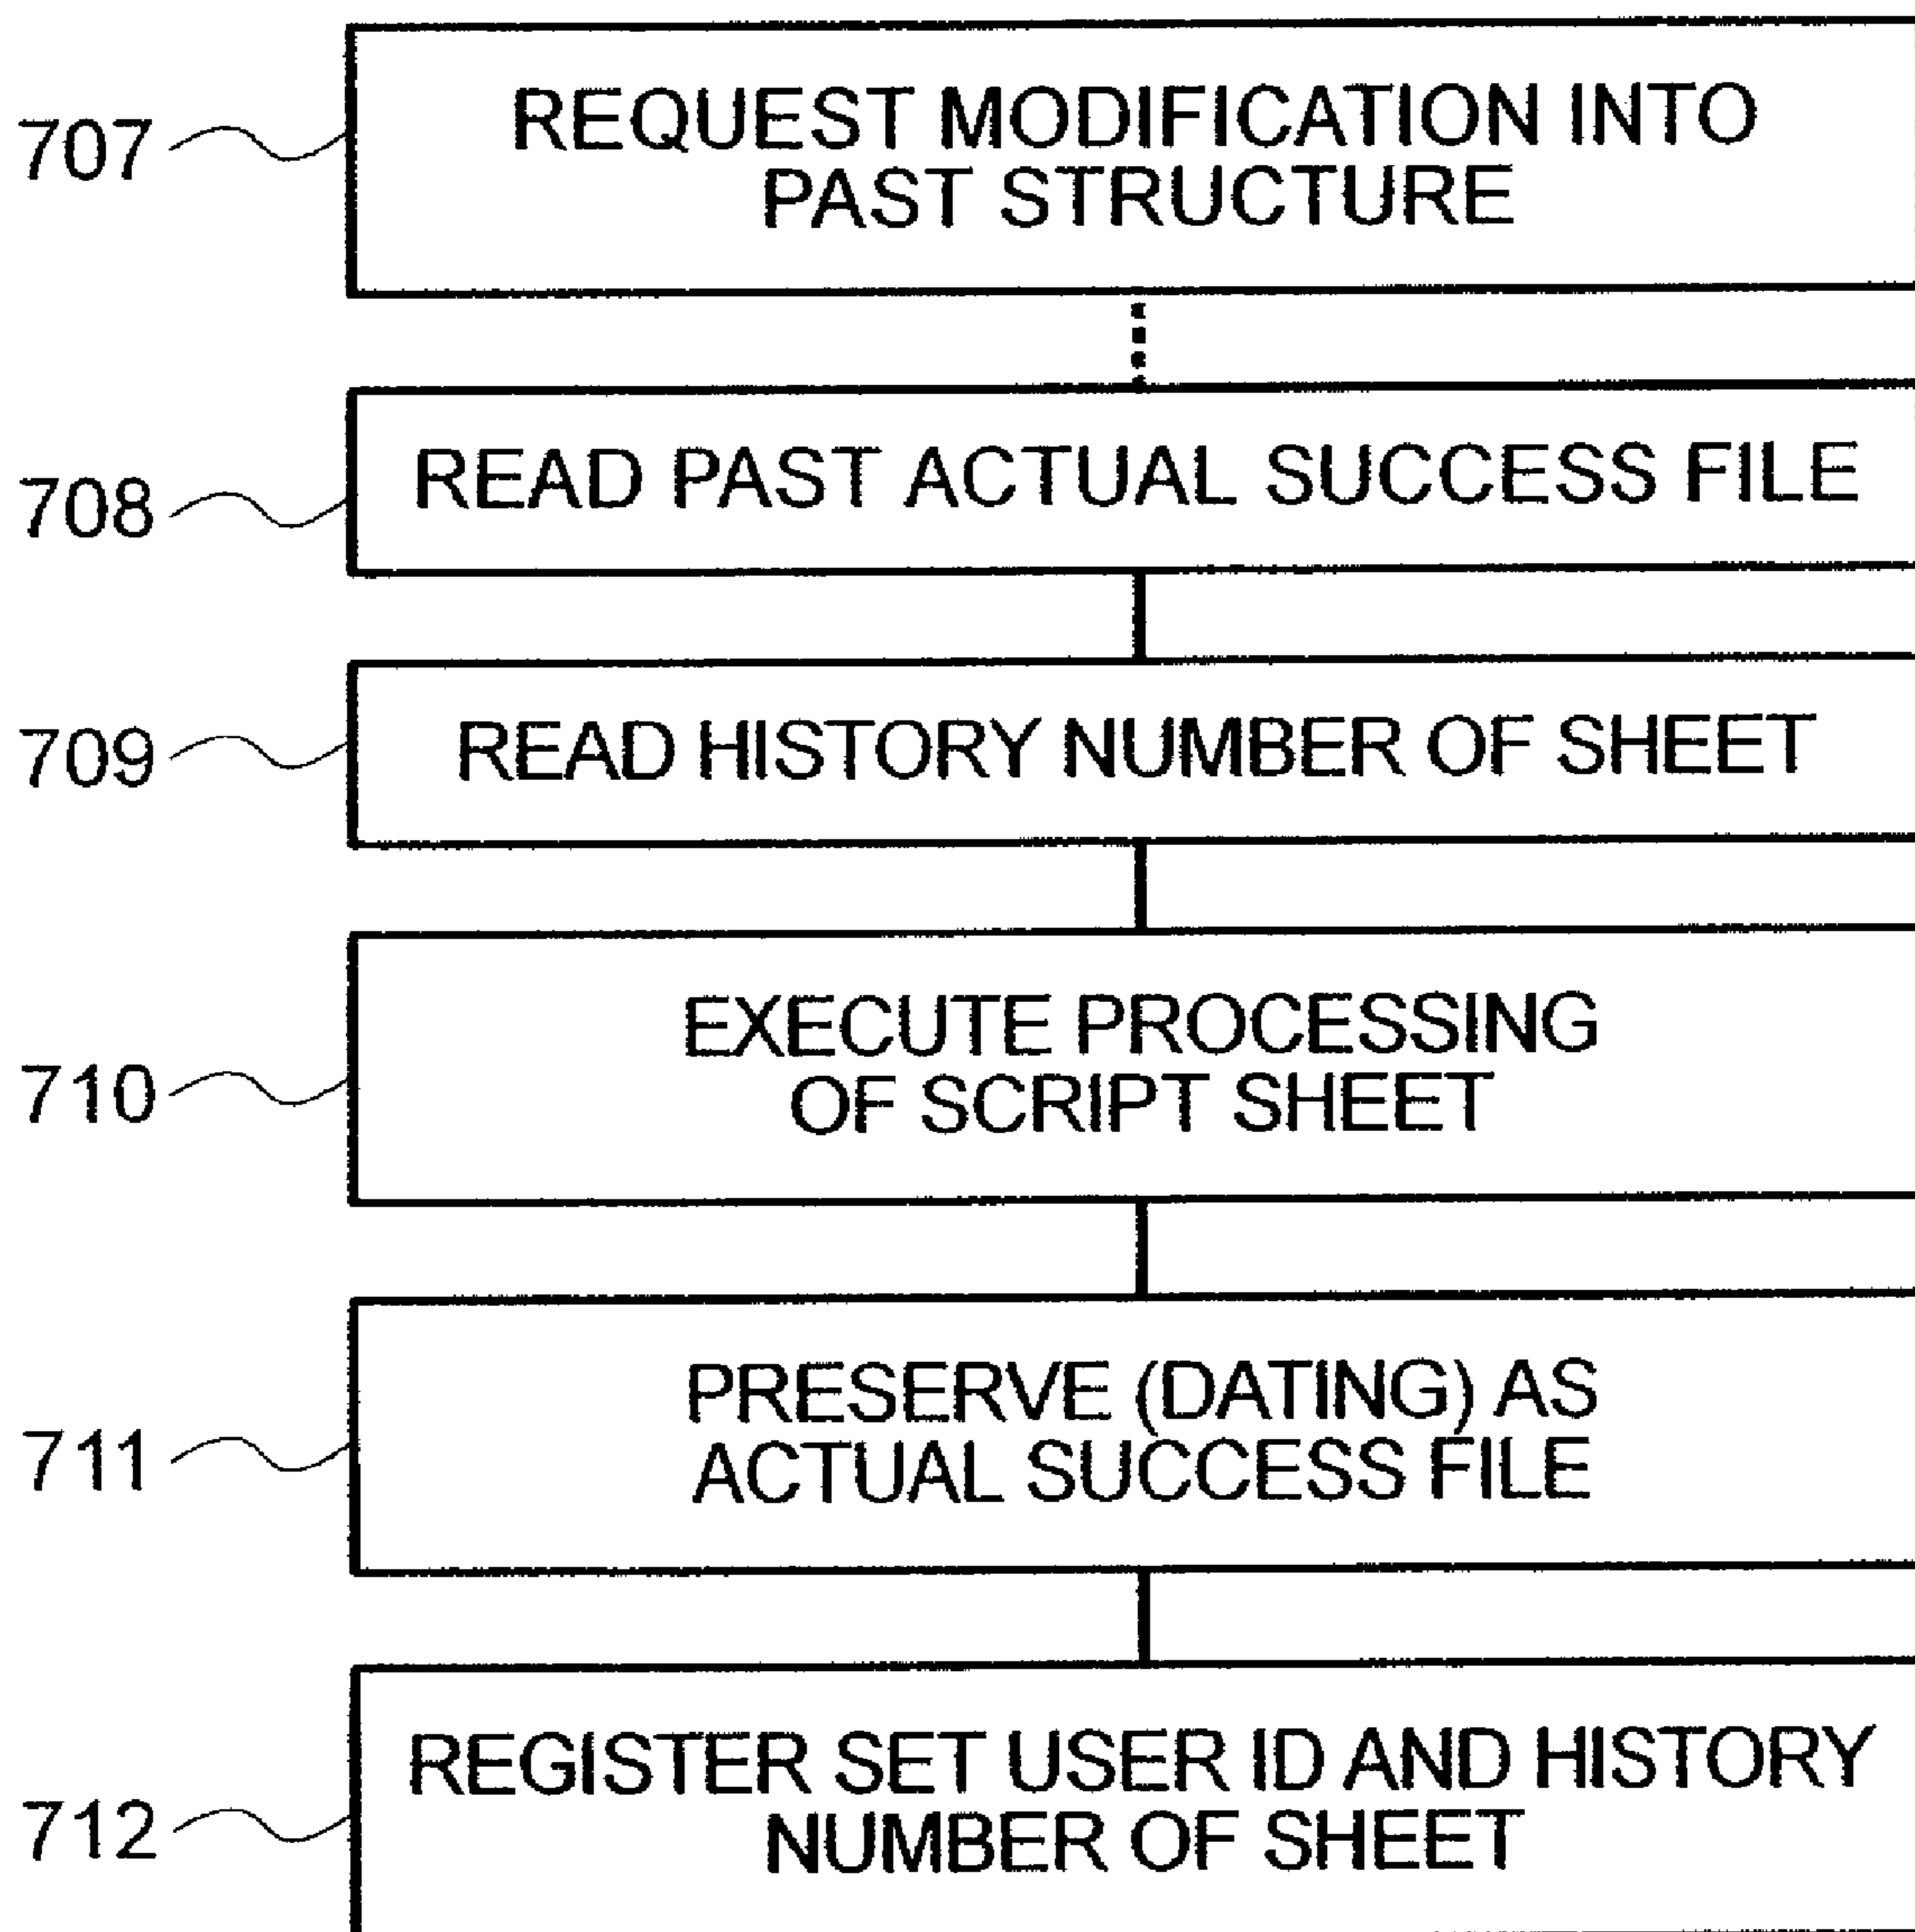 707
REQUEST MODIFICATION INTO
PAST STRUCTURE
708
READ PAST ACTUAL SUCCESS FILE
709
READ HISTORY NUMBER OF SHEET
710
EXECUTE PROCESSING
OF SCRIPT SHEET
711
PRESERVE (DATING) AS
ACTUAL SUCCESS FILE
712
REGISTER SET USER ID AND HISTORY
NUMBER OF SHEET